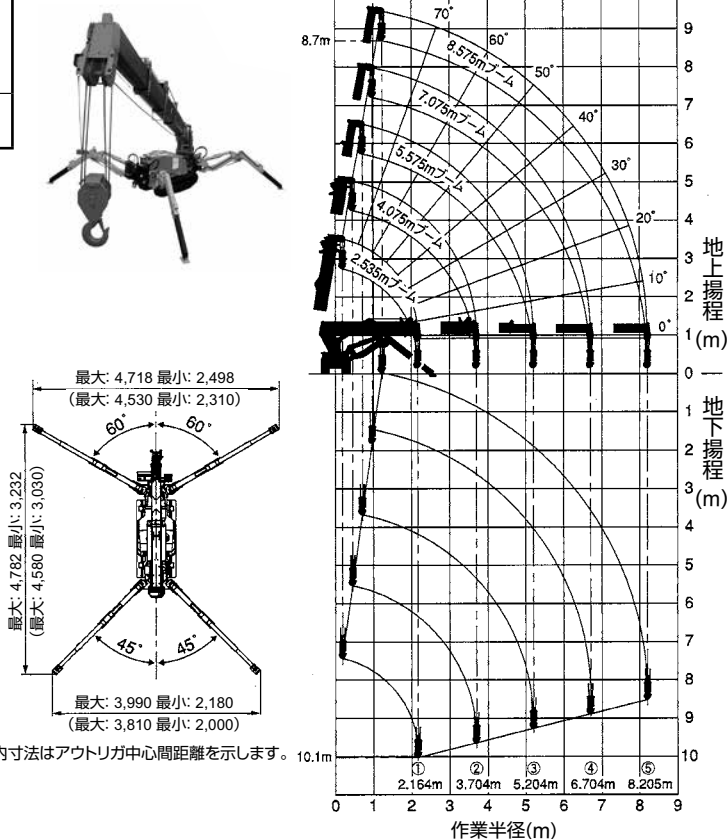 最大: 4,718 最小: 2,498
(最大: 4,530 最小: 2,310)
60° 60°
最大: 4,782 最小: 3,232
(最大: 4,580 最小: 3,030)
45° 45°
最大: 3,990 最小: 2,180
(最大: 3,810 最小: 2,000)
内寸法はアウトリガ中心間距離を示します。
8.7m
70°
60°
50°
40°
30°
20°
10°
0°
8.575mブーム
7.075mブーム
5.575mブーム
4.075mブーム
2.535mブーム
9
8
7
6
5
4
3
2
1
0
1
2
3
4
5
6
7
8
9
10
地上揚程(m)
地下揚程(m)
10.1m
① ② ③ ④ ⑤
2.164m 3.704m 5.204m 6.704m 8.205m
0 1 2 3 4 5 6 7 8 9
作業半径(m)